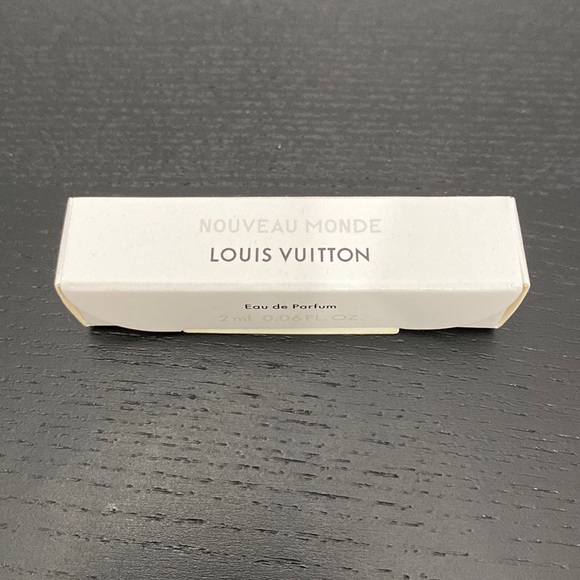 NOUVEAU MONDE
LOUIS VUITTON
Eau de Parfum
2 ml 0.06 FL. OZ.